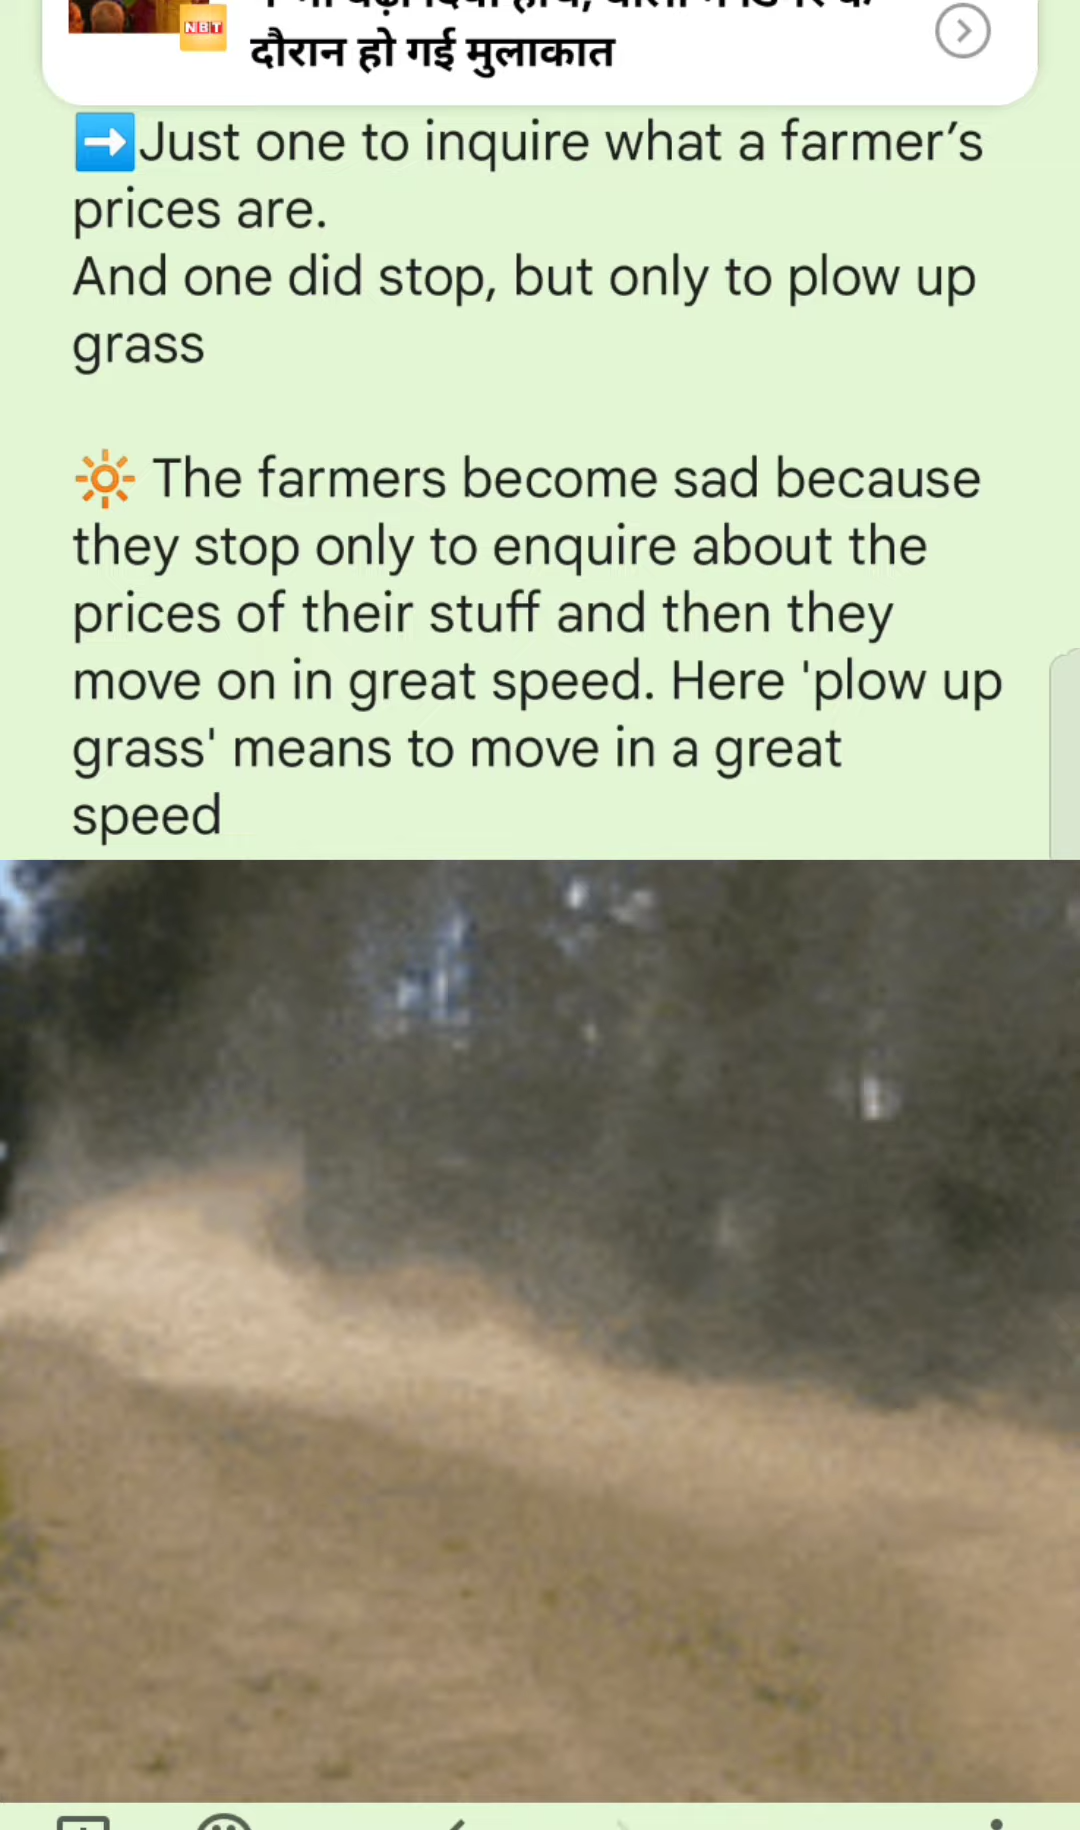 NBT
दौरान हो गई मुलाकात
➡️Just one to inquire what a farmer’s
prices are.
And one did stop, but only to plow up
grass
🔆 The farmers become sad because
they stop only to enquire about the
prices of their stuff and then they
move on in great speed. Here 'plow up
grass' means to move in a great
speed